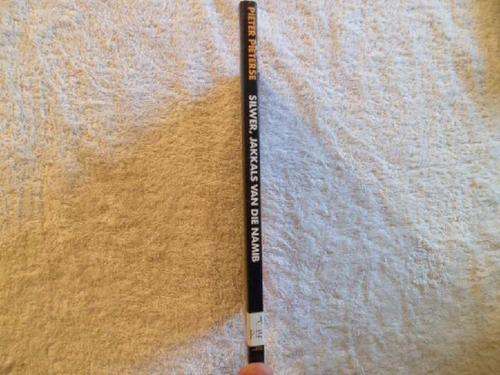 PIETER PIETERSE
SILWER, JAKKALS VAN DIE NAMIB